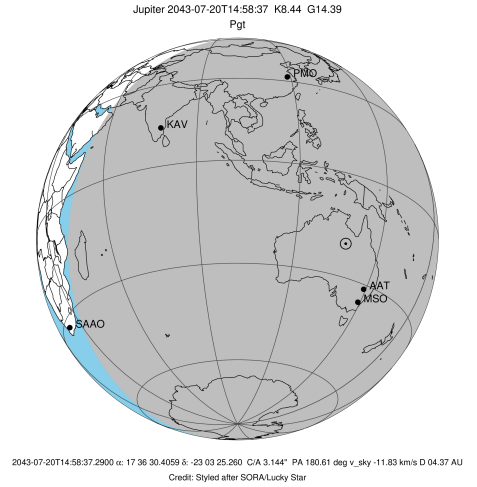 Jupiter 2043-07-20T14:58:37 K8.44 G14.39
Pgt
PMO
KAV
AAT
MSO
SAAO
2043-07-20T14:58:37.2900 α: 17 36 30.4059 δ: -23 03 25.260 C/A 3.144" PA 180.61 deg v_sky -11.83 km/s D 04.37 AU
Credit: Styled after SORA/Lucky Star